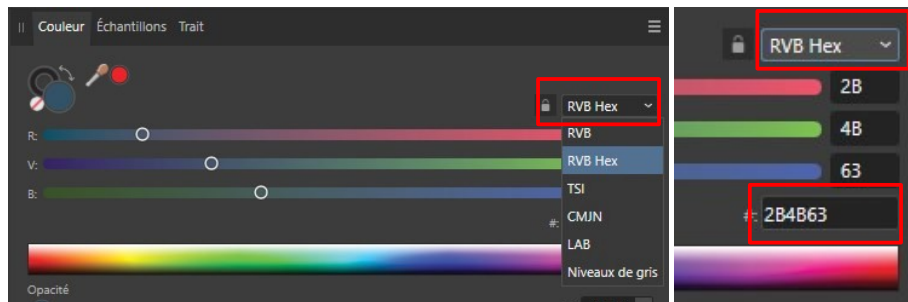 Couleur Échantillons Trait
RVB Hex
R:
RVB
V:
RVB Hex
B:
TSI
#:
CMJN
LAB
Niveaux de gris
Opacité
RVB Hex
2B
4B
63
#: 2B4B63